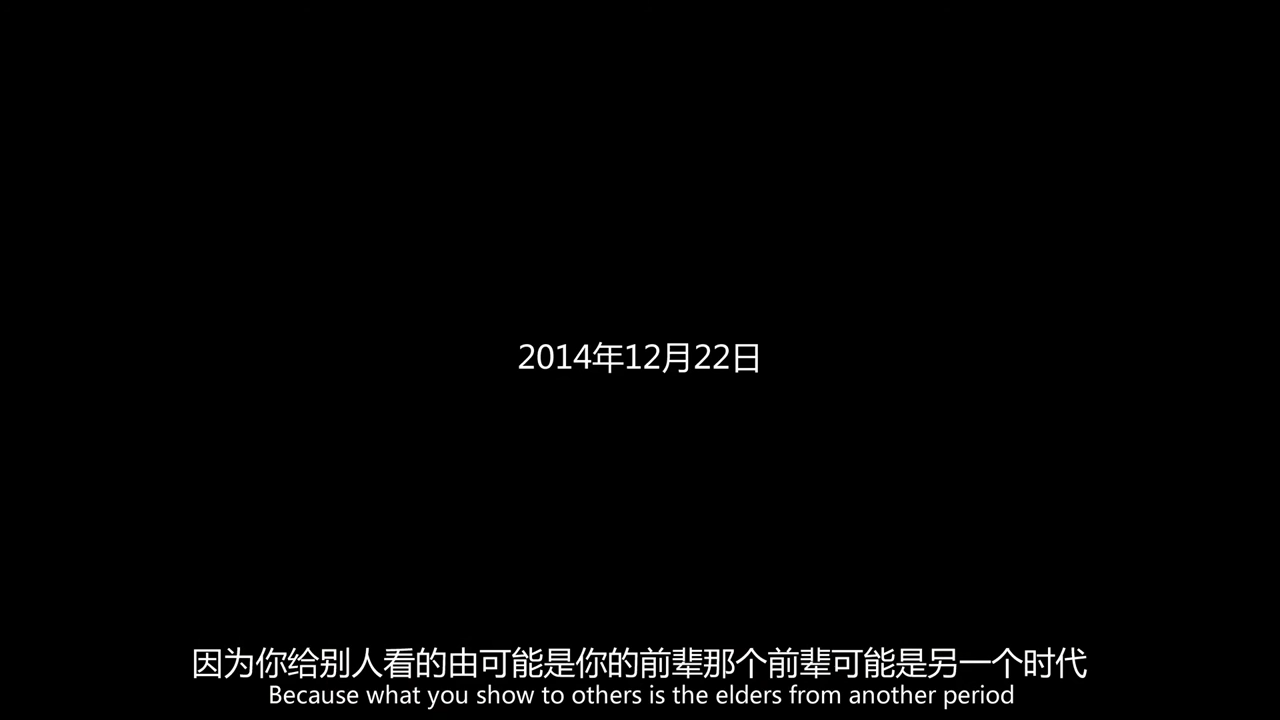 2014年12月22日
因为你给别人看的由可能是你的前辈那个前辈可能是另一个时代
Because what you show to others is the elders from another period